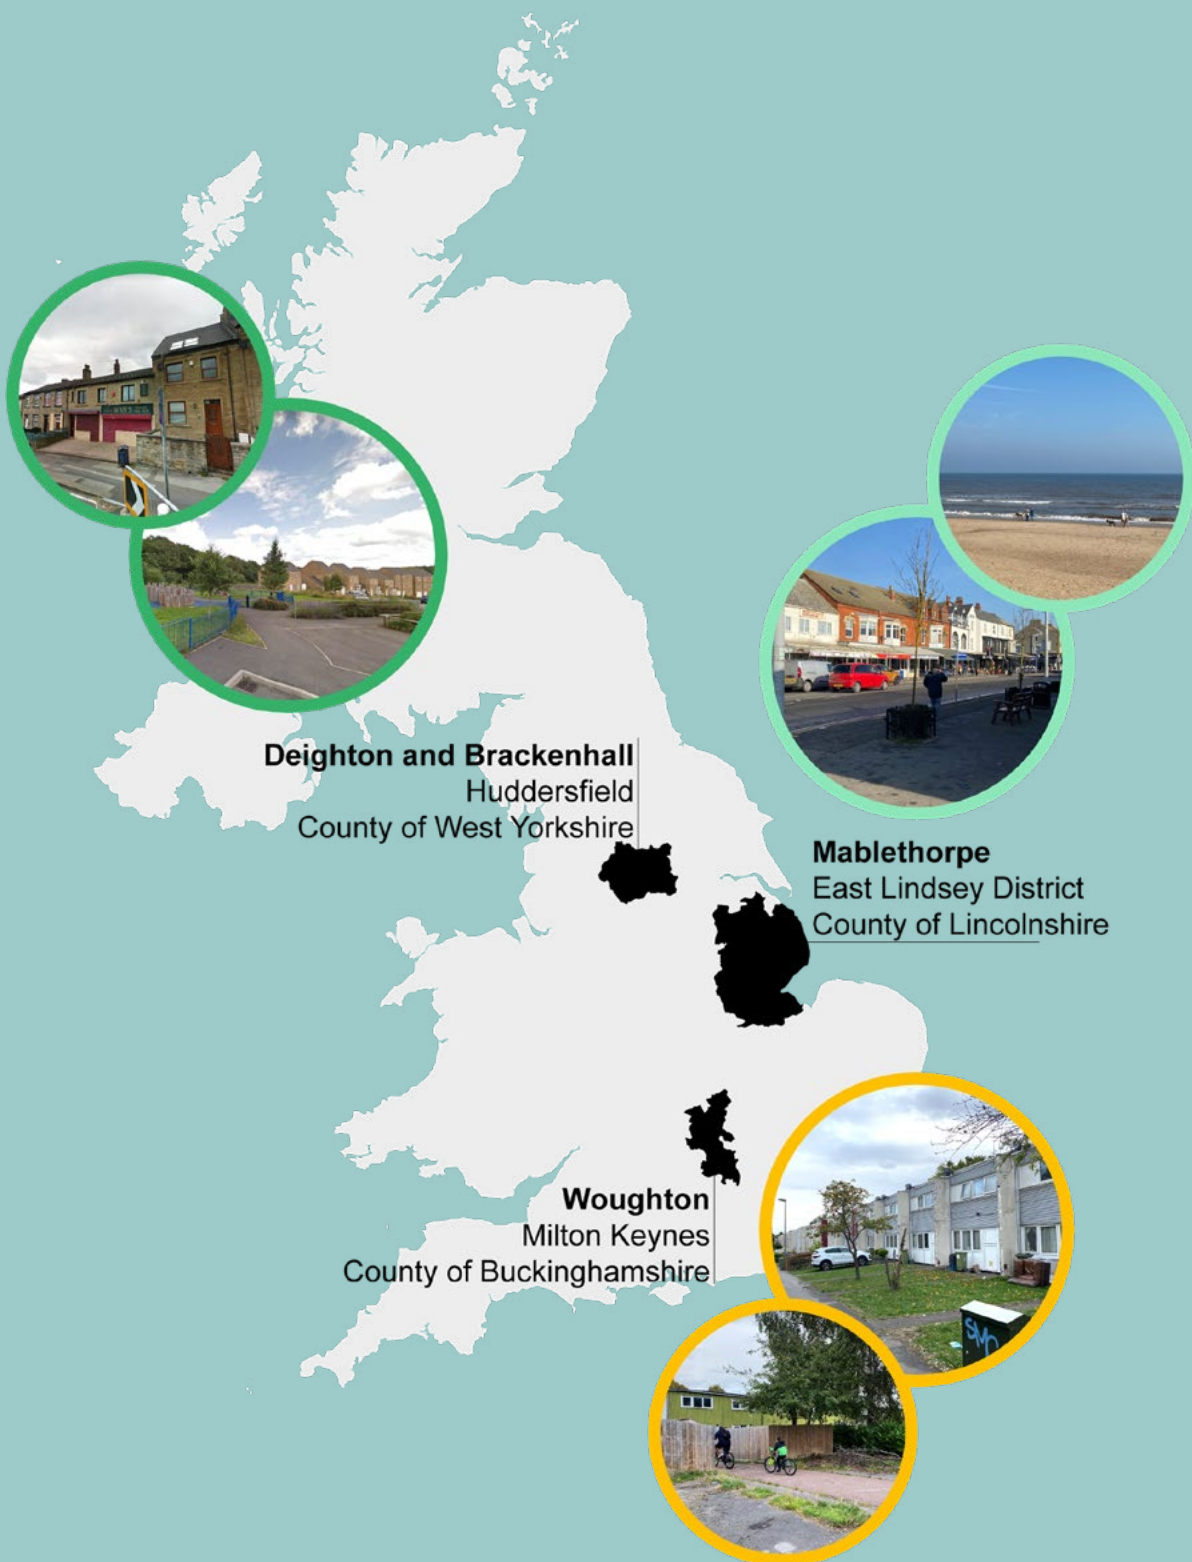 Deighton and Brackenhall
Huddersfield
County of West Yorkshire
Mablethorpe
East Lindsey District
County of Lincolnshire
Woughton
Milton Keynes
County of Buckinghamshire